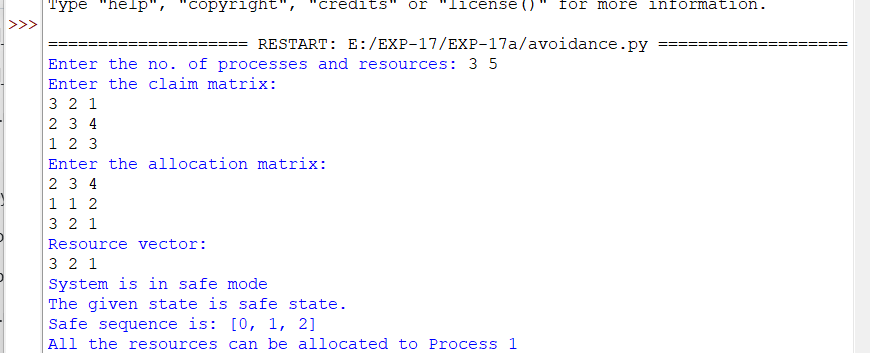 Type "help", "copyright", "credits" or "license()" for more information.
>>>
==================== RESTART: E:/EXP-17/EXP-17a/avoidance.py ===================
Enter the no. of processes and resources: 3 5
Enter the claim matrix:
3 2 1
2 3 4
1 2 3
Enter the allocation matrix:
2 3 4
1 1 2
3 2 1
Resource vector:
3 2 1
System is in safe mode
The given state is safe state.
Safe sequence is: [0, 1, 2]
All the resources can be allocated to Process 1